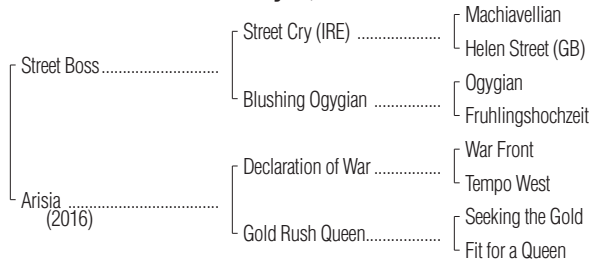 Machiavellian
Street Cry (IRE) ..................
Helen Street (GB)
Street Boss.............................
Ogygian
Blushing Ogygian ................
Fruhlingshochzeit
War Front
Declaration of War ................
Tempo West
Arisia ..............................
(2016)
Seeking the Gold
Gold Rush Queen..................
Fit for a Queen